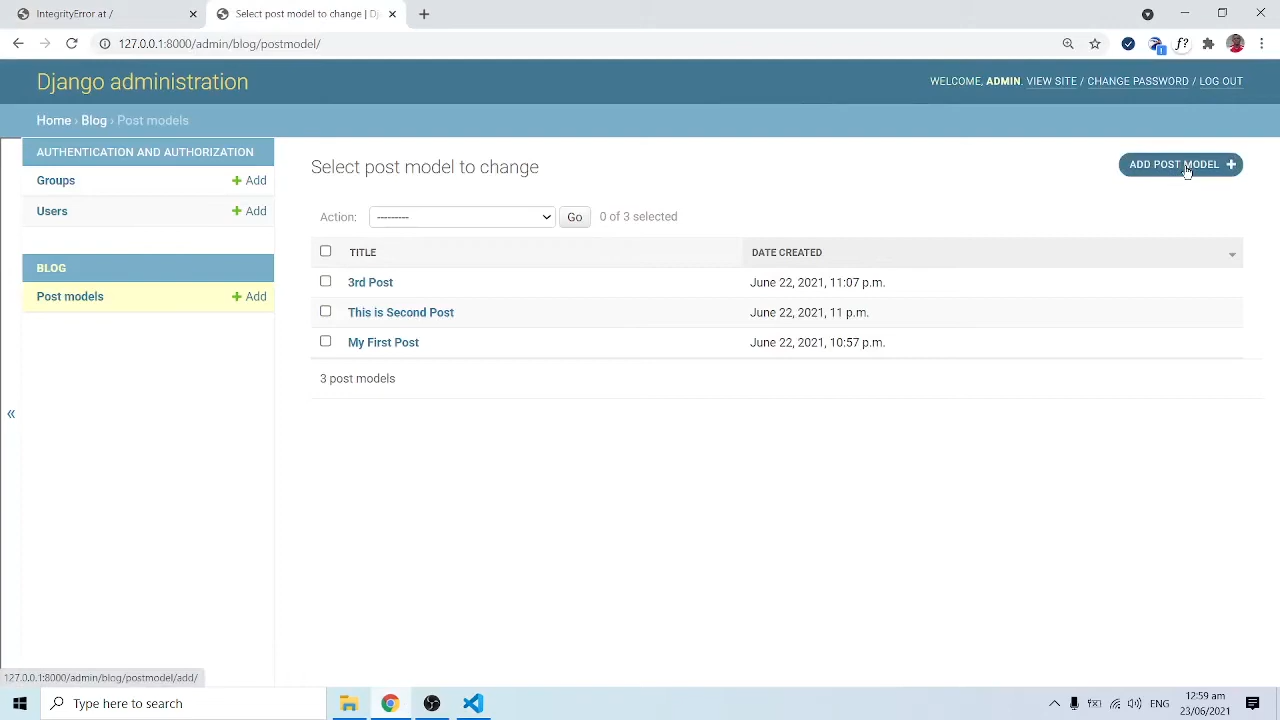 IntegrityError at /
Select post model to change | Dj
127.0.0.1:8000/admin/blog/postmodel/
Django administration
WELCOME, ADMIN. VIEW SITE / CHANGE PASSWORD / LOG OUT
Home › Blog › Post models
AUTHENTICATION AND AUTHORIZATION
Groups + Add
Users + Add
BLOG
Post models + Add
«
Select post model to change
ADD POST MODEL +
Action: --------- Go 0 of 3 selected
TITLE DATE CREATED
3rd Post June 22, 2021, 11:07 p.m.
This is Second Post June 22, 2021, 11 p.m.
My First Post June 22, 2021, 10:57 p.m.
3 post models
127.0.0.1:8000/admin/blog/postmodel/add/
Type here to search
ENG
12:59 am
23/06/2021